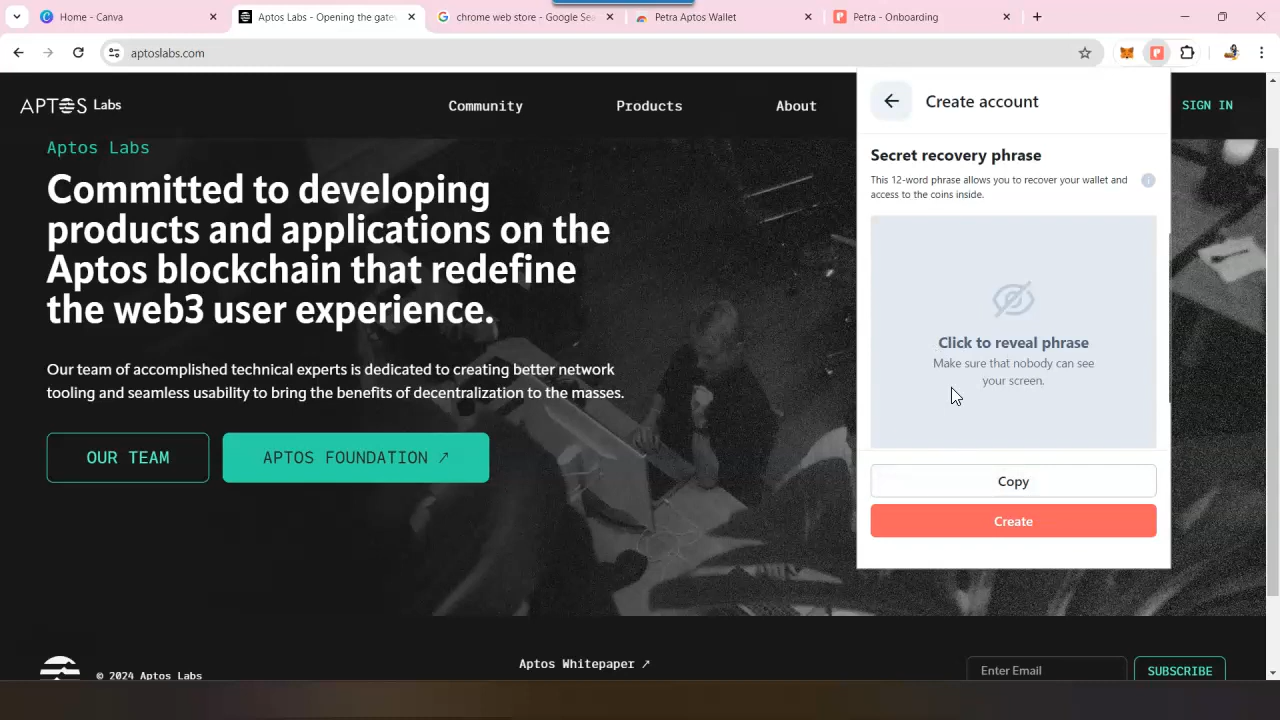 Home - Canva
Aptos Labs - Opening the gate
chrome web store - Google Sea
Petra Aptos Wallet
Petra - Onboarding
aptoslabs.com
APTOS Labs
Community
Products
About
SIGN IN
Aptos Labs
Committed to developing
products and applications on the
Aptos blockchain that redefine
the web3 user experience.
Our team of accomplished technical experts is dedicated to creating better network
tooling and seamless usability to bring the benefits of decentralization to the masses.
OUR TEAM
APTOS FOUNDATION ↗
Create account
Secret recovery phrase
This 12-word phrase allows you to recover your wallet and
access to the coins inside.
Click to reveal phrase
Make sure that nobody can see
your screen.
Copy
Create
© 2024 Aptos Labs
Aptos Whitepaper ↗
Enter Email
SUBSCRIBE